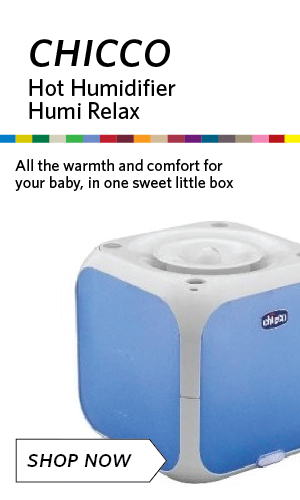 CHICCO
Hot Humidifier
Humi Relax
All the warmth and comfort for
your baby, in one sweet little box
chicco
SHOP NOW